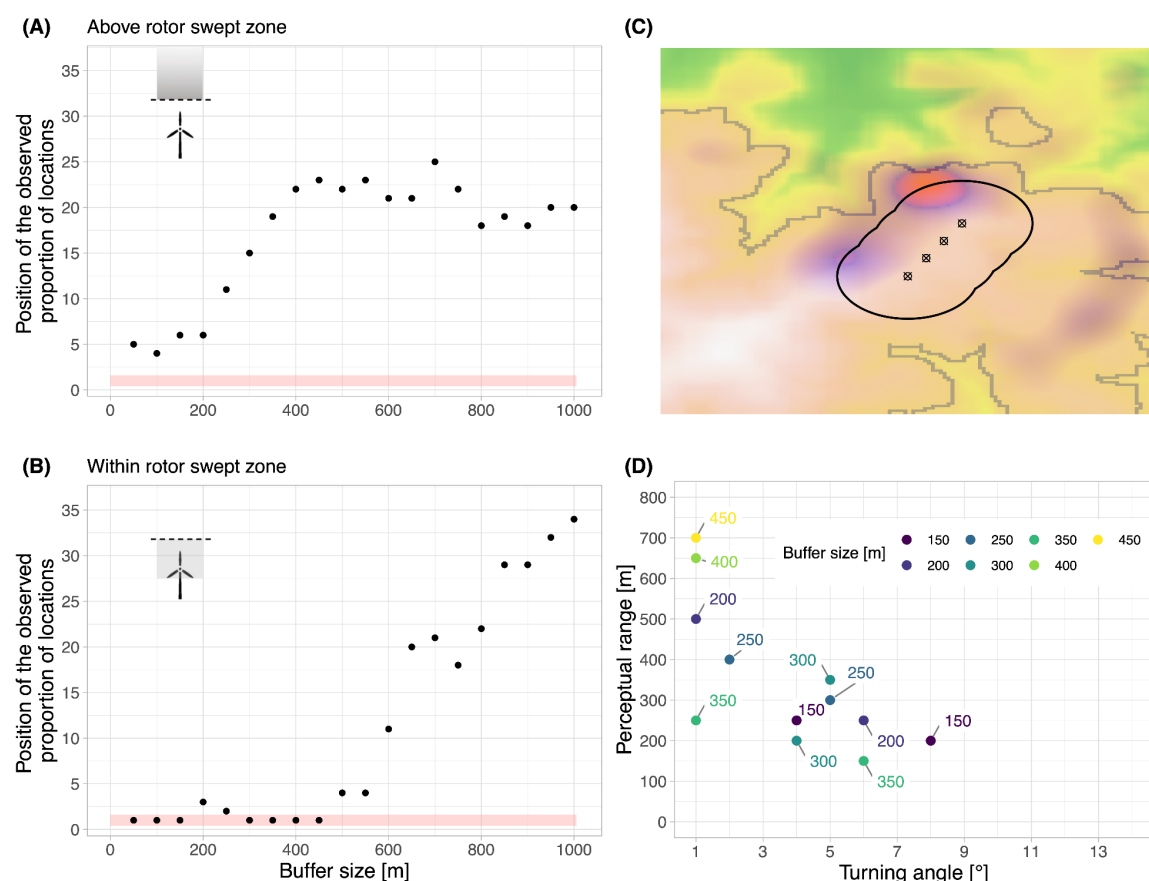 (A) Above rotor swept zone
Position of the observed
proportion of locations
35
30
25
20
15
10
5
0
0 200 400 600 800 1000
(B) Within rotor swept zone
Position of the observed
proportion of locations
35
30
25
20
15
10
5
0
0 200 400 600 800 1000
Buffer size [m]
(C)
(D)
Perceptual range [m]
800
700
600
500
400
300
200
100
0
450
400
200
250
350
300
250
150
300
200
350
150
Buffer size [m]
150 250 350 450
200 300 400
1 3 5 7 9 11 13
Turning angle [°]